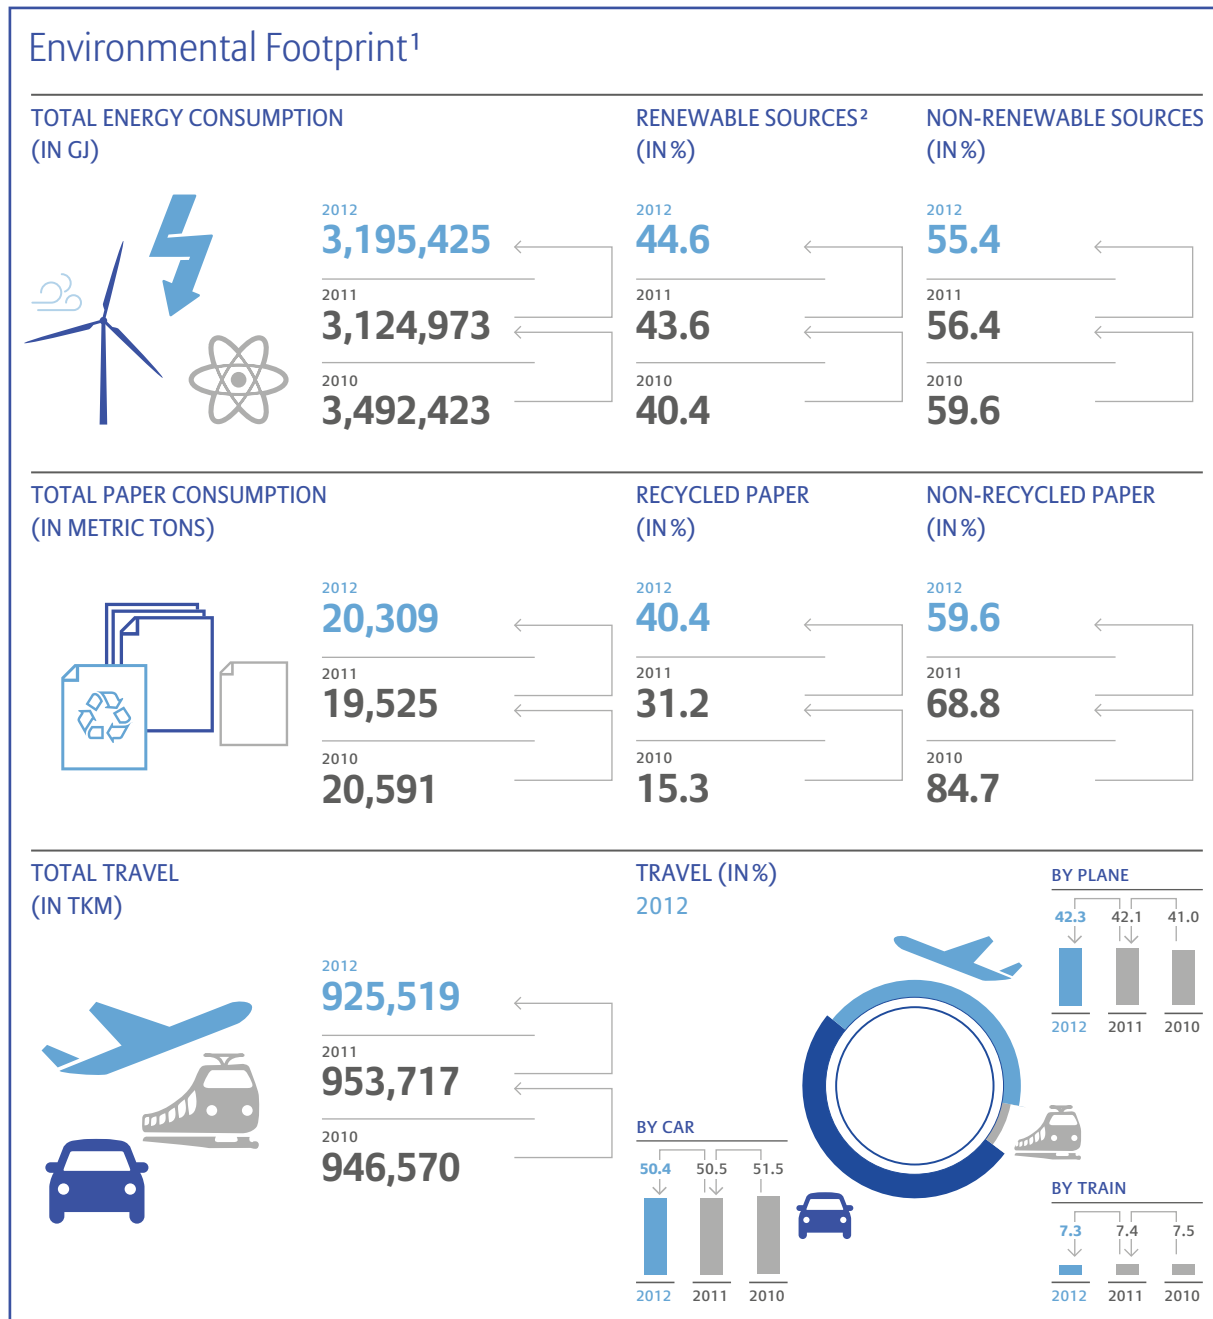 Environmental Footprint¹
TOTAL ENERGY CONSUMPTION
(IN GJ)
2012
3,195,425
2011
3,124,973
2010
3,492,423
RENEWABLE SOURCES²
(IN %)
2012
44.6
2011
43.6
2010
40.4
NON-RENEWABLE SOURCES
(IN %)
2012
55.4
2011
56.4
2010
59.6
TOTAL PAPER CONSUMPTION
(IN METRIC TONS)
2012
20,309
2011
19,525
2010
20,591
RECYCLED PAPER
(IN %)
2012
40.4
2011
31.2
2010
15.3
NON-RECYCLED PAPER
(IN %)
2012
59.6
2011
68.8
2010
84.7
TOTAL TRAVEL
(IN TKM)
2012
925,519
2011
953,717
2010
946,570
TRAVEL (IN %)
2012
BY PLANE
42.3 42.1 41.0
2012 2011 2010
BY CAR
50.4 50.5 51.5
2012 2011 2010
BY TRAIN
7.3 7.4 7.5
2012 2011 2010